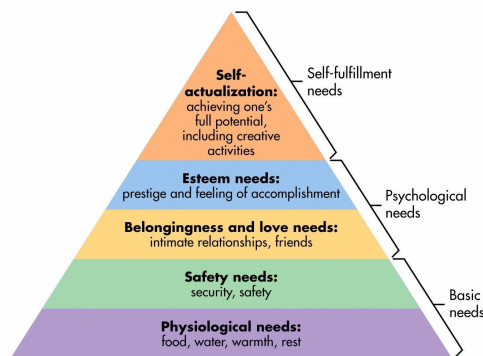 Self-
actualization:
achieving one's
full potential,
including creative
activities
Self-fulfillment
needs
Esteem needs:
prestige and feeling of accomplishment
Psychological
needs
Belongingness and love needs:
intimate relationships, friends
Safety needs:
security, safety
Basic
needs
Physiological needs:
food, water, warmth, rest